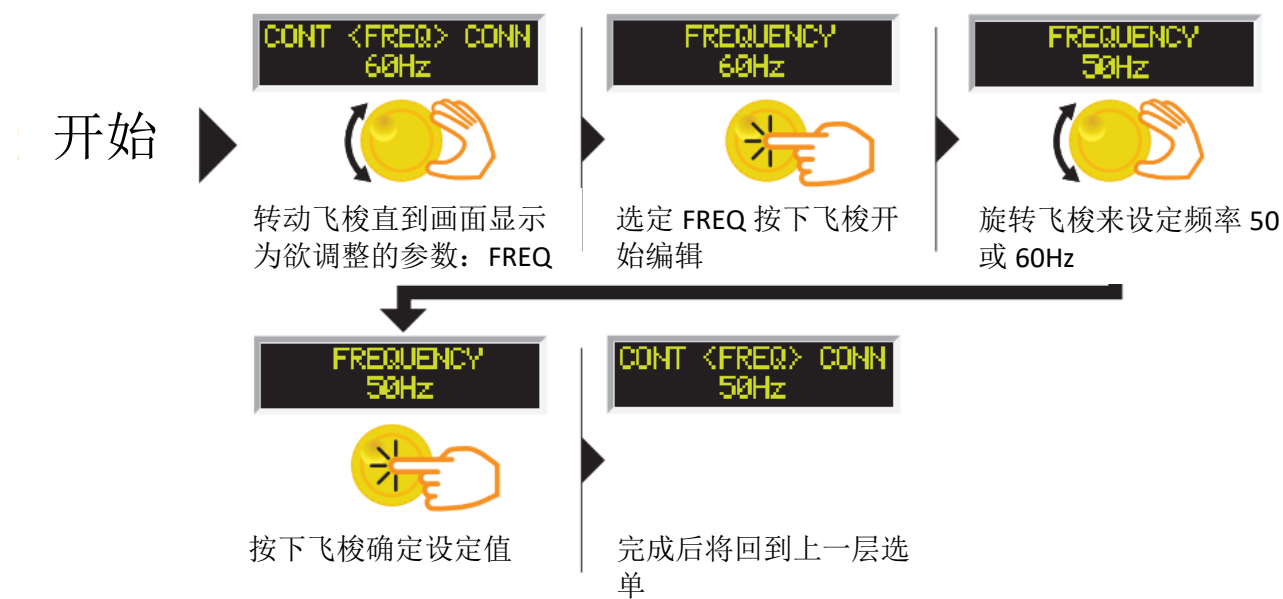 开始
CONT <FREQ> CONN
60Hz
转动飞梭直到画面显示
为欲调整的参数：FREQ
FREQUENCY
60Hz
选定 FREQ 按下飞梭开
始编辑
FREQUENCY
50Hz
旋转飞梭来设定频率 50
或 60Hz
FREQUENCY
50Hz
按下飞梭确定设定值
CONT <FREQ> CONN
50Hz
完成后将回到上一层选
单